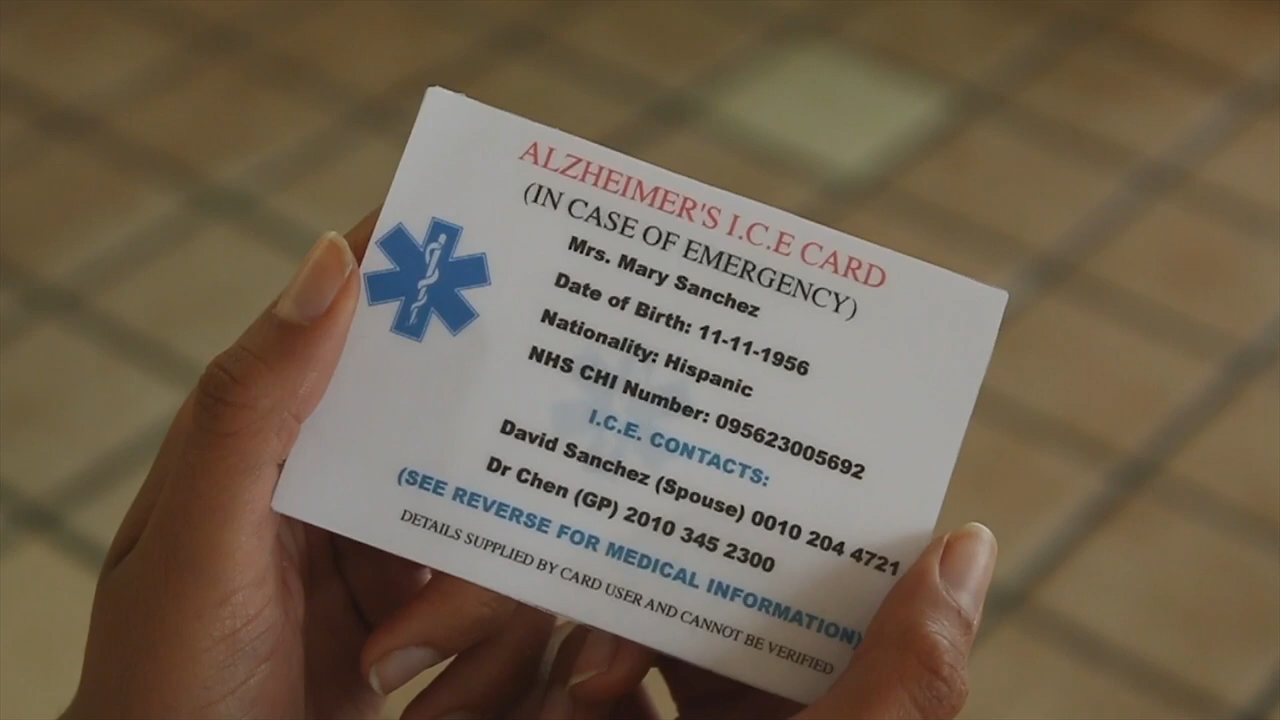 ALZHEIMER'S I.C.E CARD
(IN CASE OF EMERGENCY)
Mrs. Mary Sanchez
Date of Birth: 11-11-1956
Nationality: Hispanic
NHS CHI Number: 095623005692
I.C.E. CONTACTS:
David Sanchez (Spouse) 0010 204 4721
Dr Chen (GP) 2010 345 2300
(SEE REVERSE FOR MEDICAL INFORMATION)
DETAILS SUPPLIED BY CARD USER AND CANNOT BE VERIFIED